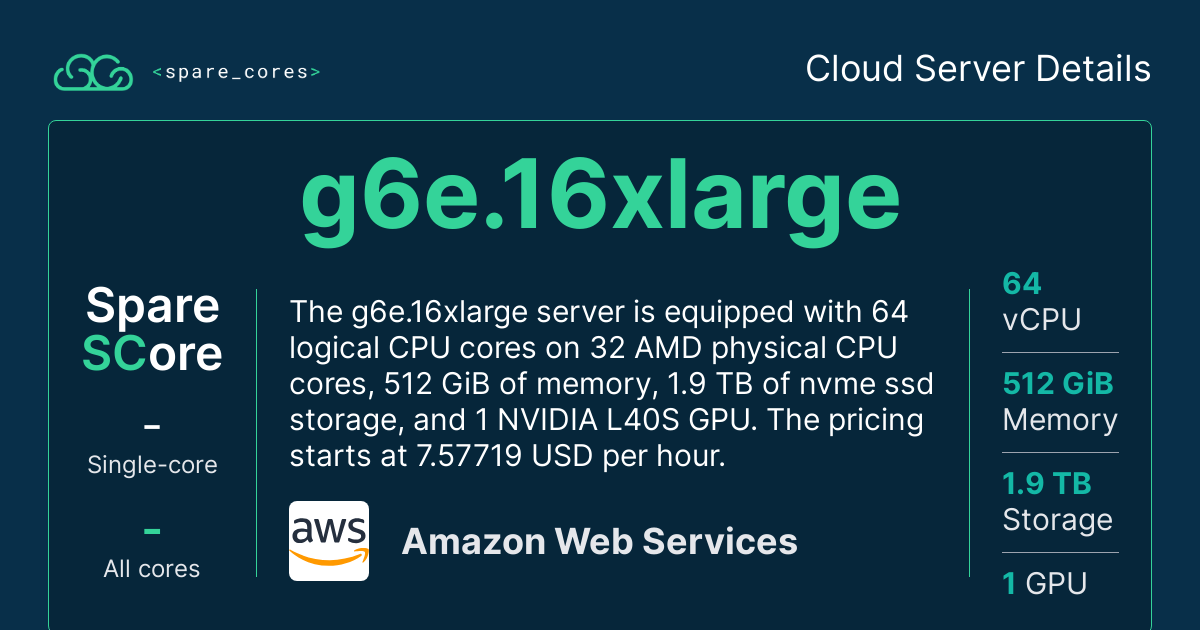 <spare_cores>
Cloud Server Details
g6e.16xlarge
Spare
SCore
–
Single-core
–
All cores
The g6e.16xlarge server is equipped with 64
logical CPU cores on 32 AMD physical CPU
cores, 512 GiB of memory, 1.9 TB of nvme ssd
storage, and 1 NVIDIA L40S GPU. The pricing
starts at 7.57719 USD per hour.
aws
Amazon Web Services
64
vCPU
512 GiB
Memory
1.9 TB
Storage
1 GPU